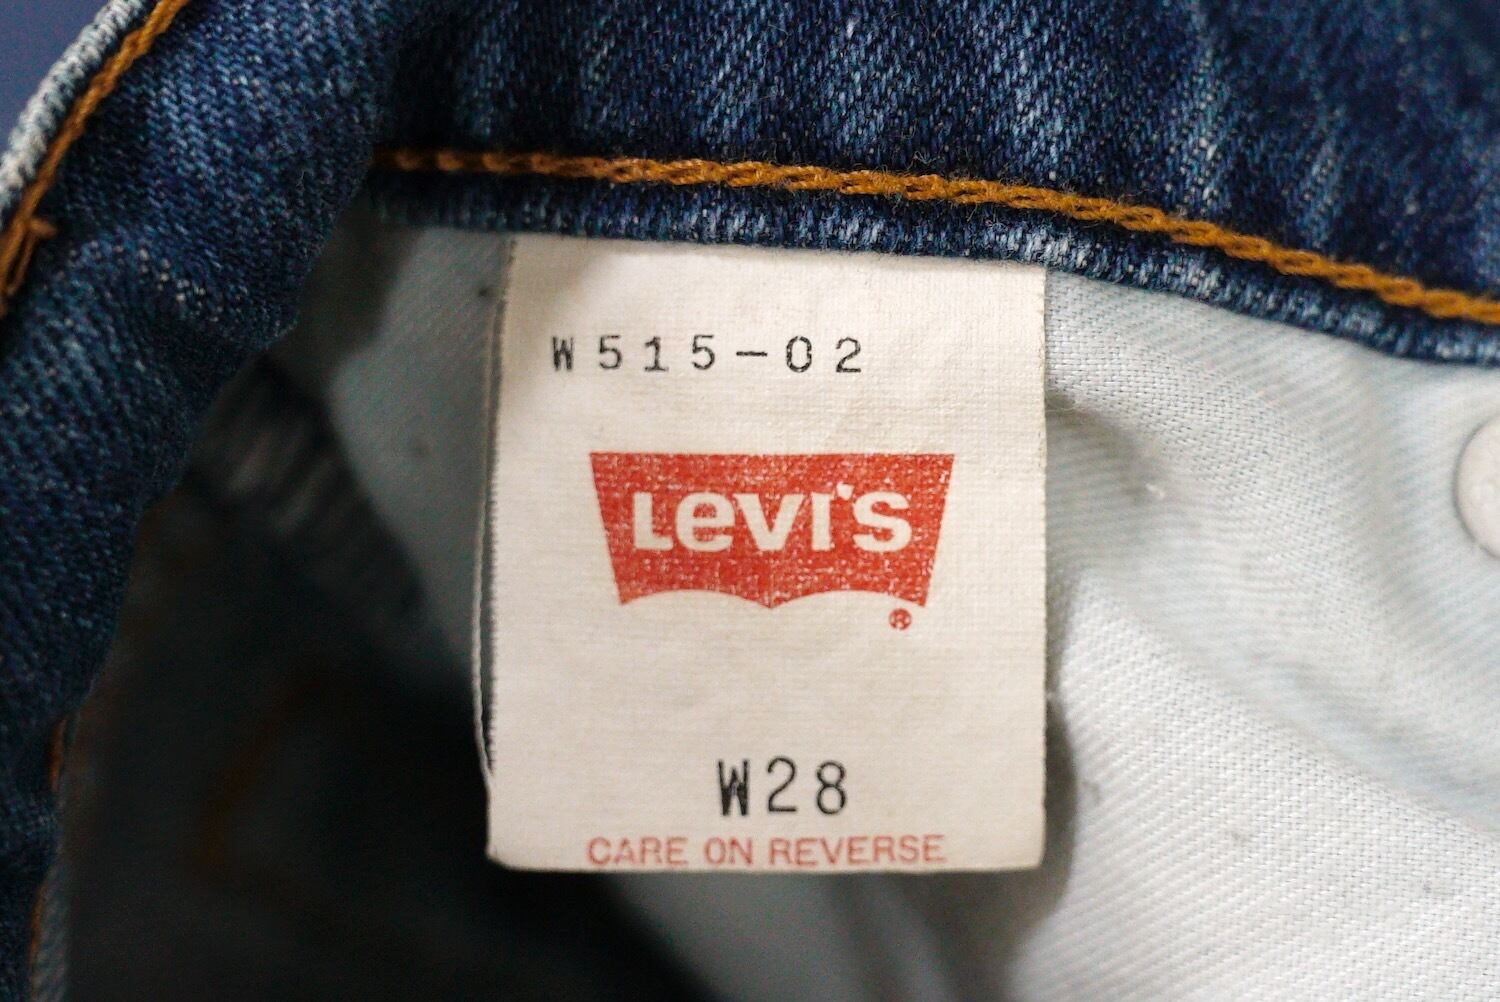 W515-02
Levi's
®
W28
CARE ON REVERSE